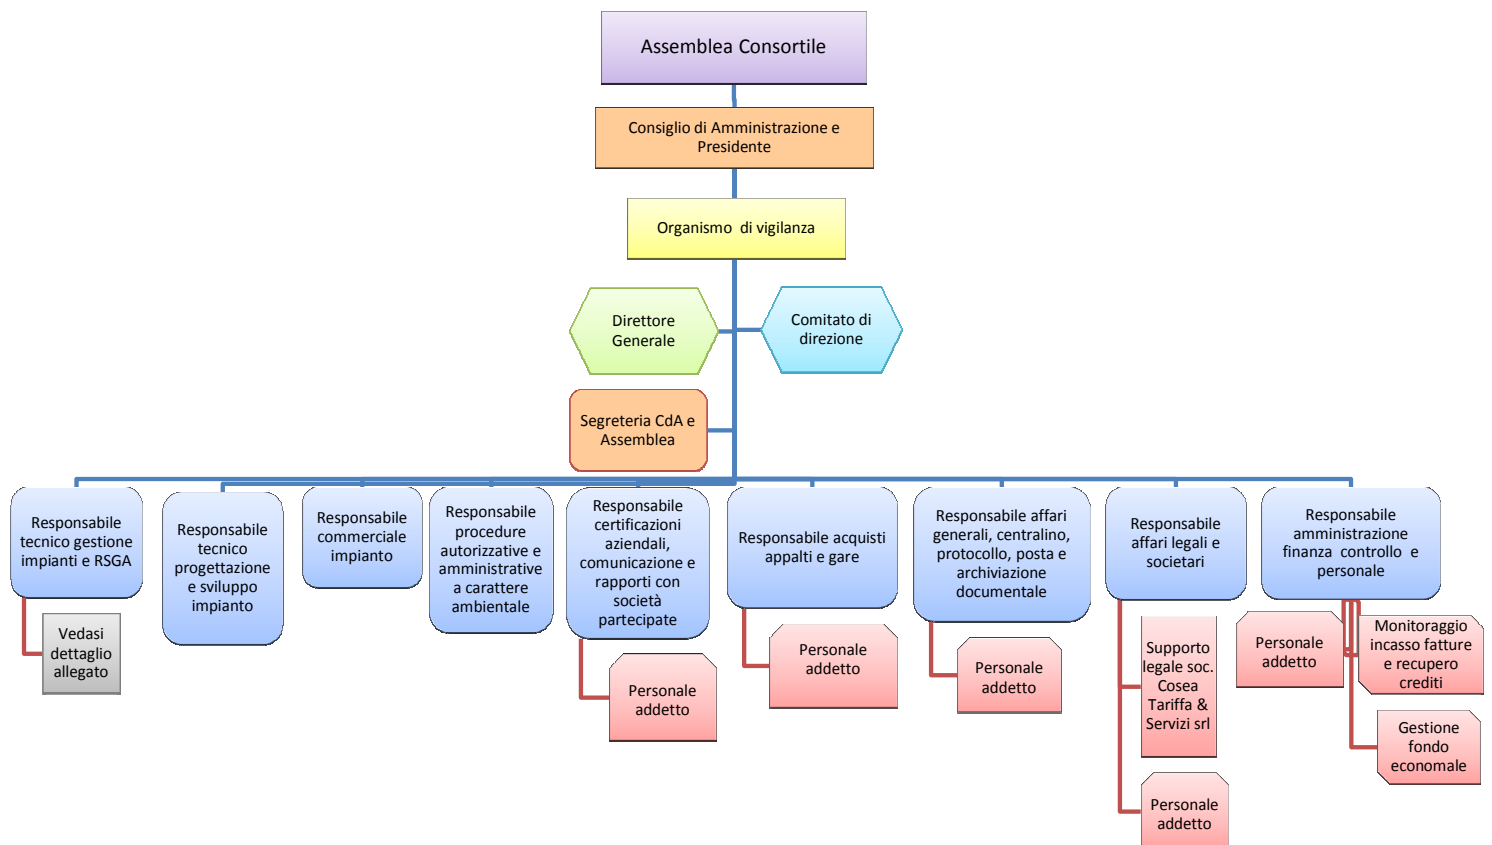 Assemblea Consortile
Consiglio di Amministrazione e
Presidente
Organismo di vigilanza
Direttore
Generale
Comitato di
direzione
Segreteria CdA e
Assemblea
Responsabile
tecnico gestione
impianti e RSGA
Vedasi
dettaglio
allegato
Responsabile
tecnico
progettazione
e sviluppo
impianto
Responsabile
commerciale
impianto
Responsabile
procedure
autorizzative e
amministrative
a carattere
ambientale
Responsabile
certificazioni
aziendali,
comunicazione e
rapporti con
società
partecipate
Personale
addetto
Responsabile acquisti
appalti e gare
Personale
addetto
Responsabile affari
generali, centralino,
protocollo, posta e
archiviazione
documentale
Personale
addetto
Responsabile
affari legali e
societari
Supporto
legale soc.
Cosea
Tariffa &
Servizi srl
Personale
addetto
Responsabile
amministrazione
finanza controllo e
personale
Personale
addetto
Monitoraggio
incasso fatture
e recupero
crediti
Gestione
fondo
economale